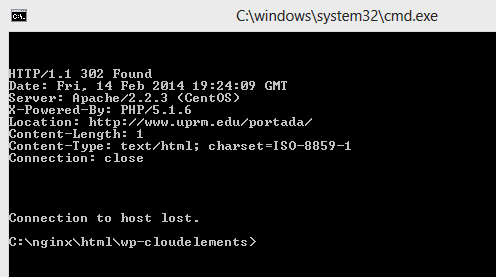 C:\windows\system32\cmd.exe
HTTP/1.1 302 Found
Date: Fri, 14 Feb 2014 19:24:09 GMT
Server: Apache/2.2.3 (CentOS)
X-Powered-By: PHP/5.1.6
Location: http://www.uprm.edu/portada/
Content-Length: 1
Content-Type: text/html; charset=ISO-8859-1
Connection: close
Connection to host lost.
C:\nginx\html\wp-cloudelements>